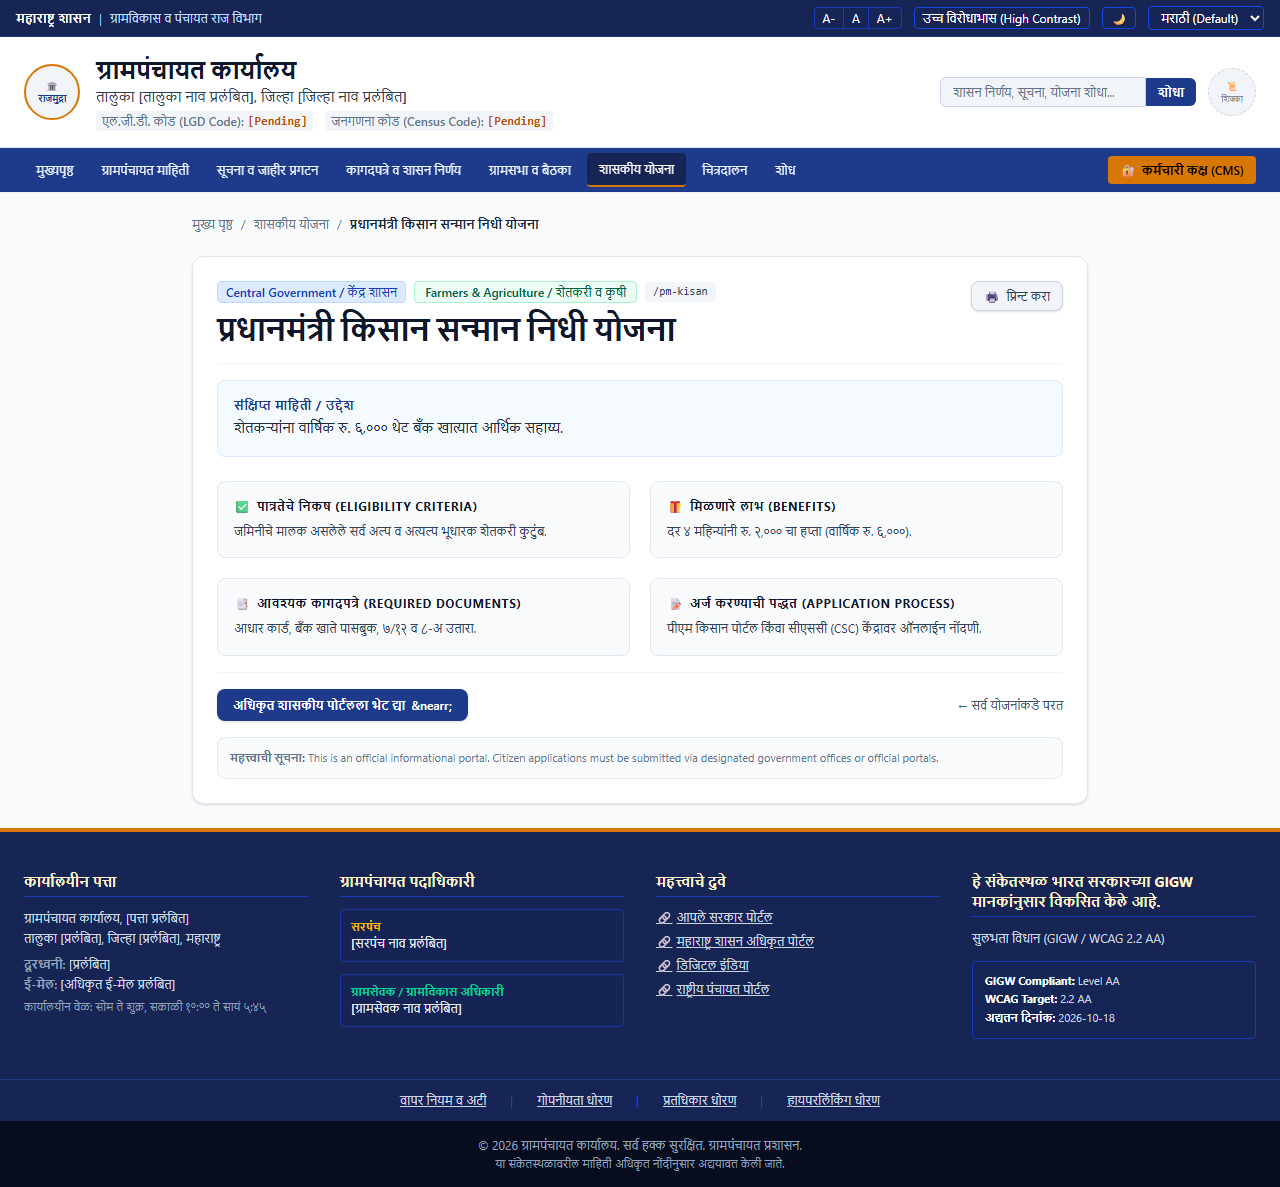 महाराष्ट्र शासन | ग्रामविकास व पंचायत राज विभाग
A- A A+ उच्च विरोधाभास (High Contrast) मराठी (Default)
राजमुद्रा
ग्रामपंचायत कार्यालय
तालुका [तालुका नाव प्रलंबित], जिल्हा [जिल्हा नाव प्रलंबित]
एल.जी.डी. कोड (LGD Code): [Pending] जनगणना कोड (Census Code): [Pending]
शासन निर्णय, सूचना, योजना शोधा... शोधा
शिक्का
मुख्यपृष्ठ ग्रामपंचायत माहिती सूचना व जाहीर प्रगटन कागदपत्रे व शासन निर्णय ग्रामसभा व बैठका शासकीय योजना चित्रदालन शोध कर्मचारी कक्ष (CMS)
मुख्य पृष्ठ / शासकीय योजना / प्रधानमंत्री किसान सन्मान निधी योजना
Central Government / केंद्र शासन Farmers & Agriculture / शेतकरी व कृषी /pm-kisan
प्रिन्ट करा
प्रधानमंत्री किसान सन्मान निधी योजना
संक्षिप्त माहिती / उद्देश
शेतकऱ्यांना वार्षिक रु. ६,००० थेट बँक खात्यात आर्थिक सहाय्य.
पात्रतेचे निकष (ELIGIBILITY CRITERIA)
जमिनीचे मालक असलेले सर्व अल्प व अत्यल्प भूधारक शेतकरी कुटुंब.
मिळणारे लाभ (BENEFITS)
दर ४ महिन्यांनी रु. २,००० चा हप्ता (वार्षिक रु. ६,०००).
आवश्यक कागदपत्रे (REQUIRED DOCUMENTS)
आधार कार्ड, बँक खाते पासबुक, ७/१२ व ८-अ उतारा.
अर्ज करण्याची पद्धत (APPLICATION PROCESS)
पीएम किसान पोर्टल किंवा सीएससी (CSC) केंद्रावर ऑनलाईन नोंदणी.
अधिकृत शासकीय पोर्टलला भेट द्या &nearr;
← सर्व योजनांकडे परत
महत्त्वाची सूचना: This is an official informational portal. Citizen applications must be submitted via designated government offices or official portals.
कार्यालयीन पत्ता
ग्रामपंचायत कार्यालय, [पत्ता प्रलंबित]
तालुका [प्रलंबित], जिल्हा [प्रलंबित], महाराष्ट्र
दूरध्वनी: [प्रलंबित]
ई-मेल: [अधिकृत ई-मेल प्रलंबित]
कार्यालयीन वेळ: सोम ते शुक्र, सकाळी १०:०० ते सायं ५:४५
ग्रामपंचायत पदाधिकारी
सरपंच
[सरपंच नाव प्रलंबित]
ग्रामसेवक / ग्रामविकास अधिकारी
[ग्रामसेवक नाव प्रलंबित]
महत्त्वाचे दुवे
आपले सरकार पोर्टल
महाराष्ट्र शासन अधिकृत पोर्टल
डिजिटल इंडिया
राष्ट्रीय पंचायत पोर्टल
हे संकेतस्थळ भारत सरकारच्या GIGW
मानकांनुसार विकसित केले आहे.
सुलभता विधान (GIGW / WCAG 2.2 AA)
GIGW Compliant: Level AA
WCAG Target: 2.2 AA
अद्यतन दिनांक: 2026-10-18
वापर नियम व अटी | गोपनीयता धोरण | प्रतधिकार धोरण | हायपरलिंकिंग धोरण
© 2026 ग्रामपंचायत कार्यालय. सर्व हक्क सुरक्षित. ग्रामपंचायत प्रशासन.
या संकेतस्थळावरील माहिती अधिकृत नोंदीनुसार अद्ययावत केली जाते.